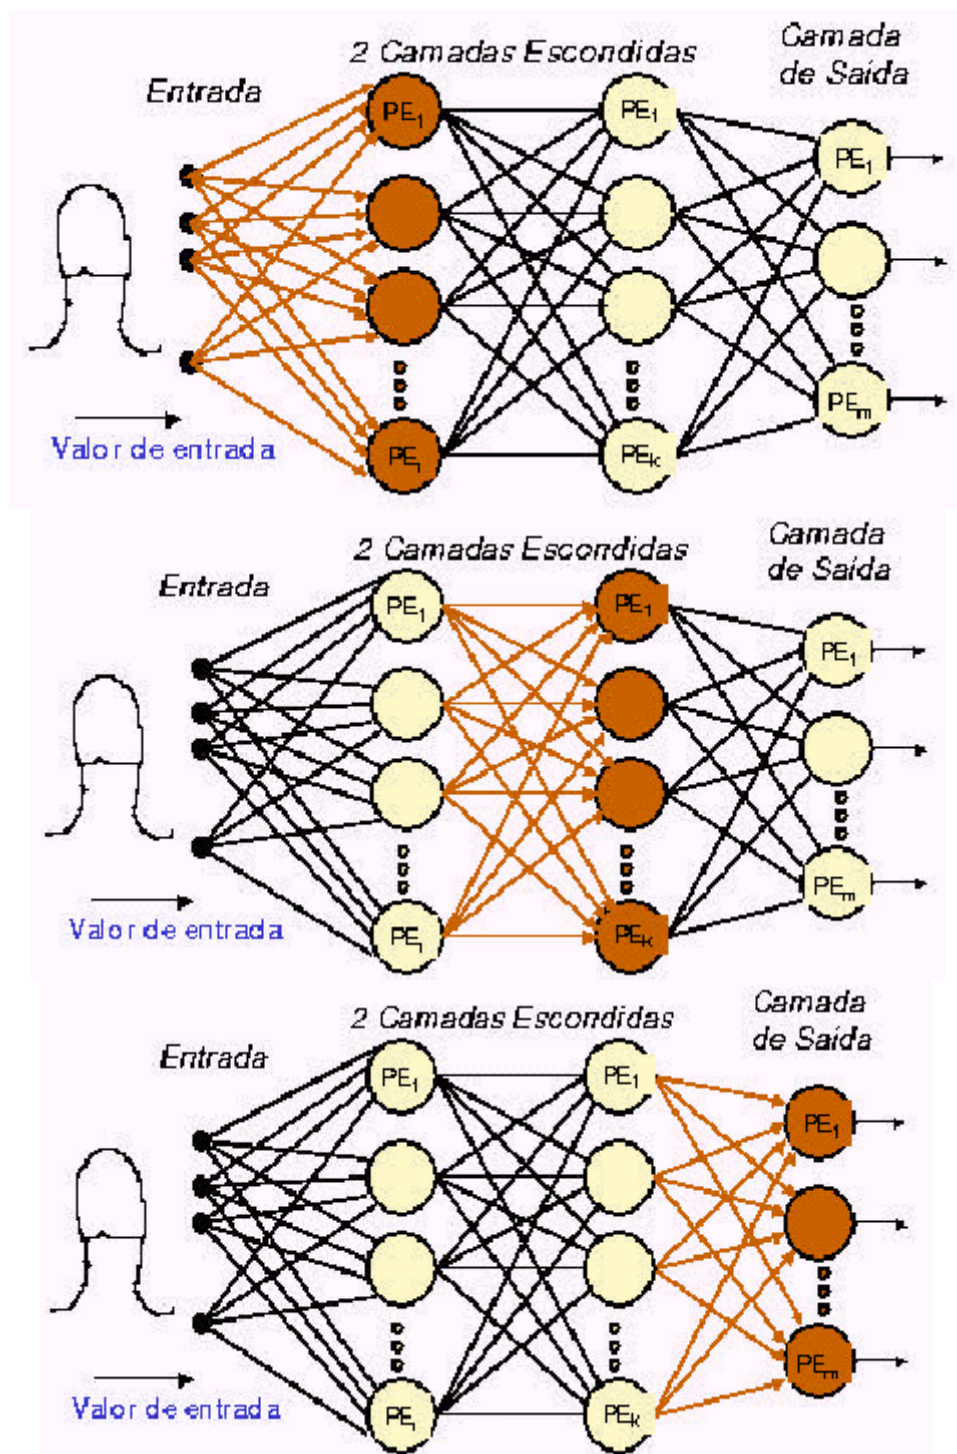 2 Camadas Escondidas
Camada
de Saída
Entrada
PE1
PE1
PE1
PEi
PEk
PEm
Valor de entrada
2 Camadas Escondidas
Camada
de Saída
Entrada
PE1
PE1
PE1
PEi
PEk
PEm
Valor de entrada
2 Camadas Escondidas
Camada
de Saída
Entrada
PE1
PE1
PE1
PEi
PEk
PEm
Valor de entrada